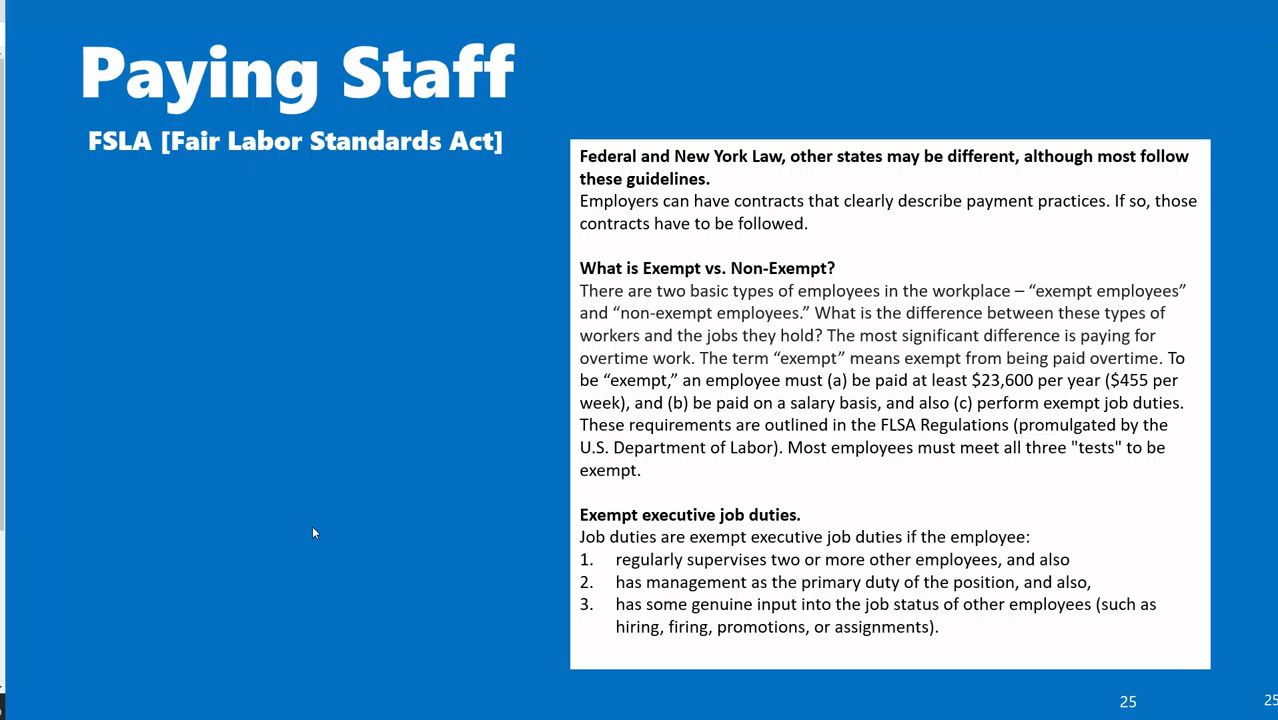 Paying Staff
FSLA [Fair Labor Standards Act]
Federal and New York Law, other states may be different, although most follow
these guidelines.
Employers can have contracts that clearly describe payment practices. If so, those
contracts have to be followed.
What is Exempt vs. Non-Exempt?
There are two basic types of employees in the workplace – “exempt employees”
and “non-exempt employees.” What is the difference between these types of
workers and the jobs they hold? The most significant difference is paying for
overtime work. The term “exempt” means exempt from being paid overtime. To
be “exempt,” an employee must (a) be paid at least $23,600 per year ($455 per
week), and (b) be paid on a salary basis, and also (c) perform exempt job duties.
These requirements are outlined in the FLSA Regulations (promulgated by the
U.S. Department of Labor). Most employees must meet all three "tests" to be
exempt.
Exempt executive job duties.
Job duties are exempt executive job duties if the employee:
1. regularly supervises two or more other employees, and also
2. has management as the primary duty of the position, and also,
3. has some genuine input into the job status of other employees (such as
hiring, firing, promotions, or assignments).
25
25